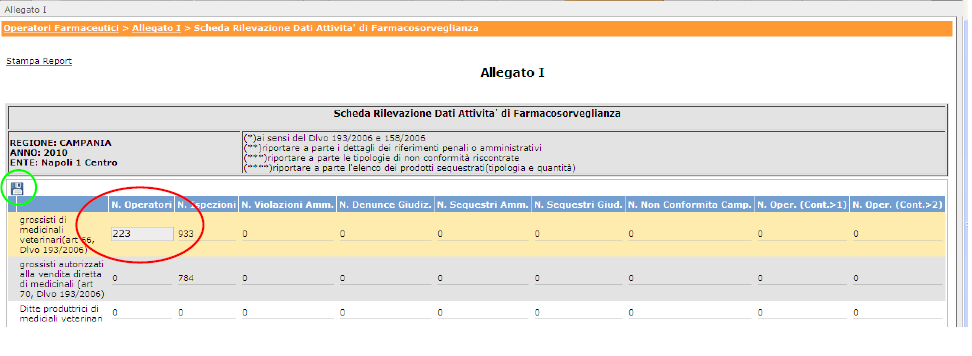 Allegato I
Operatori Farmaceutici > Allegato I > Scheda Rilevazione Dati Attivita' di Farmacosorveglianza
Stampa Report
Allegato I
Scheda Rilevazione Dati Attivita' di Farmacosorveglianza
REGIONE: CAMPANIA
ANNO: 2010
ENTE: Napoli 1 Centro
(*)ai sensi del Dlvo 193/2006 e 158/2006
(**)riportare a parte i dettagli dei riferimenti penali o amministrativi
(***)riportare a parte le tipologie di non conformità riscontrate
(****)riportare a parte l'elenco dei prodotti sequestrati(tipologia e quantità)
N. Operatori N. Ispezioni N. Violazioni Amm. N. Denunce Giudiz. N. Sequestri Amm. N. Sequestri Giud. N. Non Conformita Camp. N. Oper. (Cont.>1) N. Oper. (Cont.>2)
grossisti di
medicinali
veterinari(art 66,
Dlvo 193/2006)
223 933 0 0 0 0 0 0 0
grossisti autorizzati
alla vendita diretta
di medicinali (art
70, Dlvo 193/2006)
0 784 0 0 0 0 0 0 0
Ditte produttrici di
mediciali veterinari
0 0 0 0 0 0 0 0 0